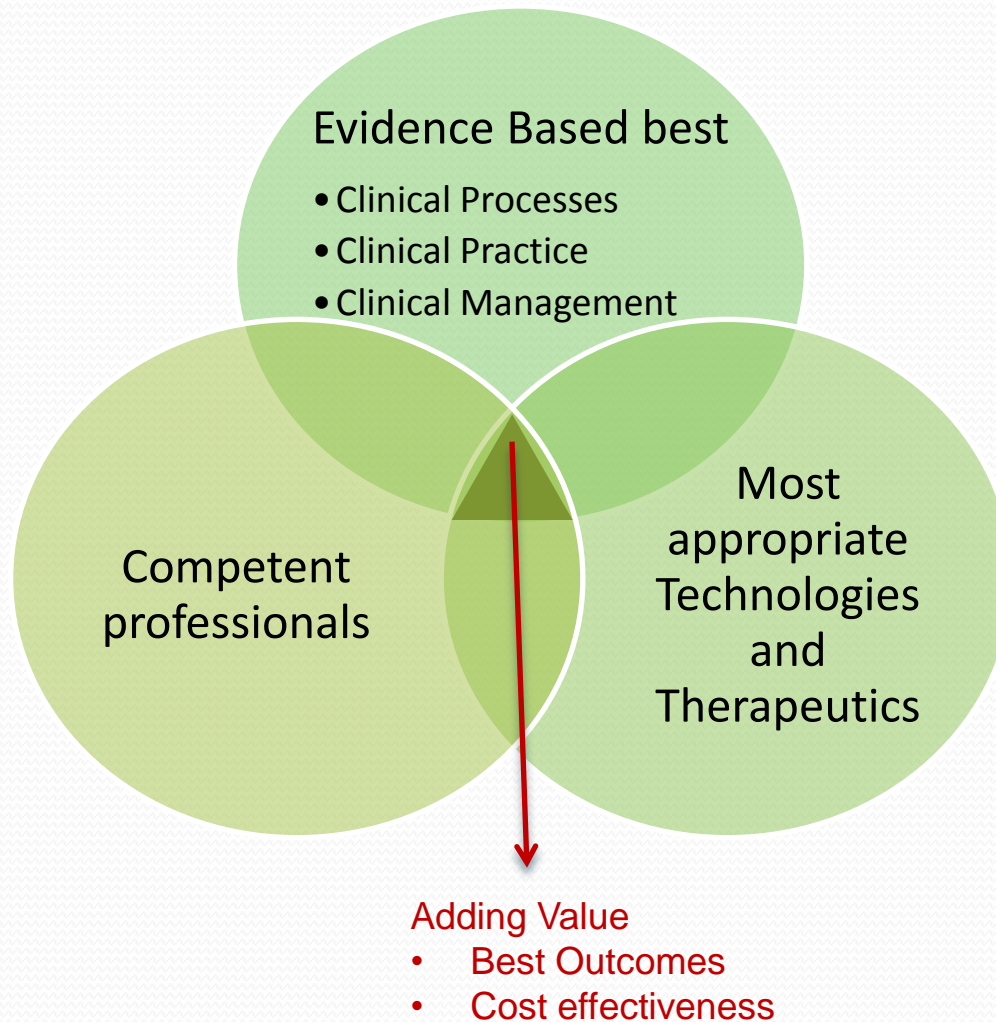 Evidence Based best
• Clinical Processes
• Clinical Practice
• Clinical Management
Competent
professionals
Most
appropriate
Technologies
and
Therapeutics
Adding Value
• Best Outcomes
• Cost effectiveness